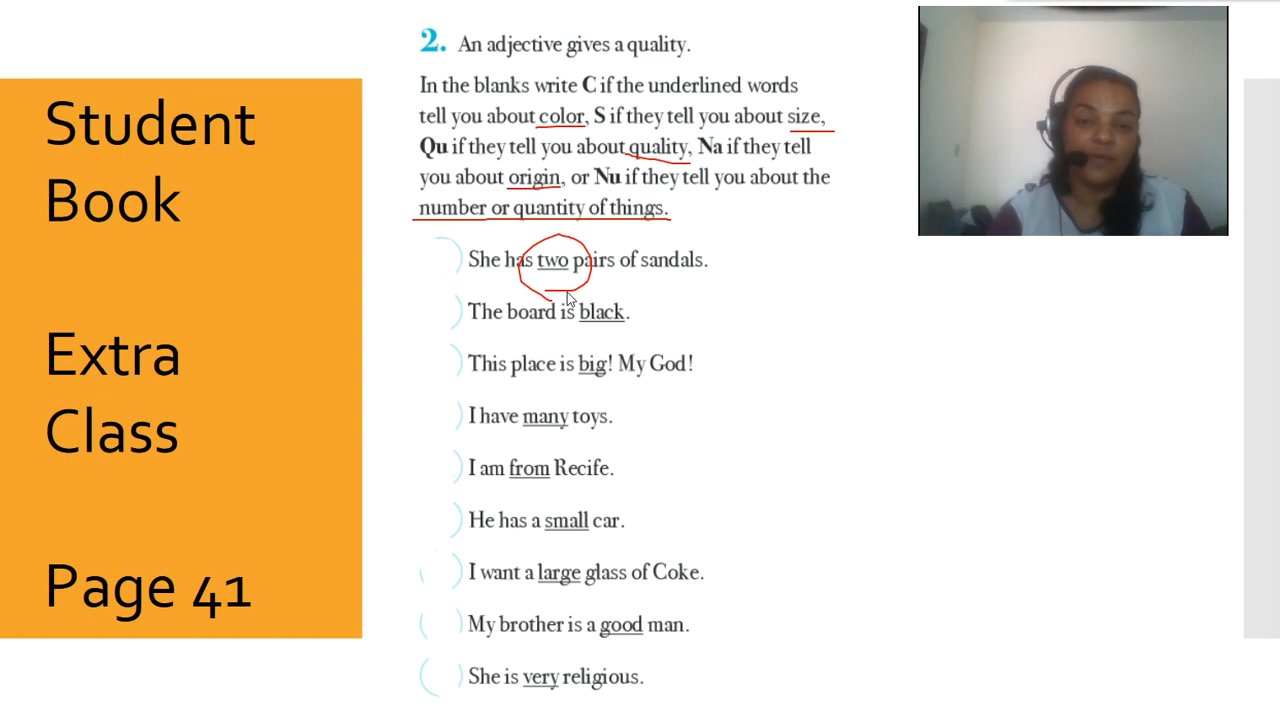 Student
Book
Extra
Class
Page 41
2. An adjective gives a quality.
In the blanks write C if the underlined words
tell you about color, S if they tell you about size,
Qu if they tell you about quality, Na if they tell
you about origin, or Nu if they tell you about the
number or quantity of things.
) She has two pairs of sandals.
) The board is black.
) This place is big! My God!
) I have many toys.
) I am from Recife.
) He has a small car.
( ) I want a large glass of Coke.
( ) My brother is a good man.
( ) She is very religious.